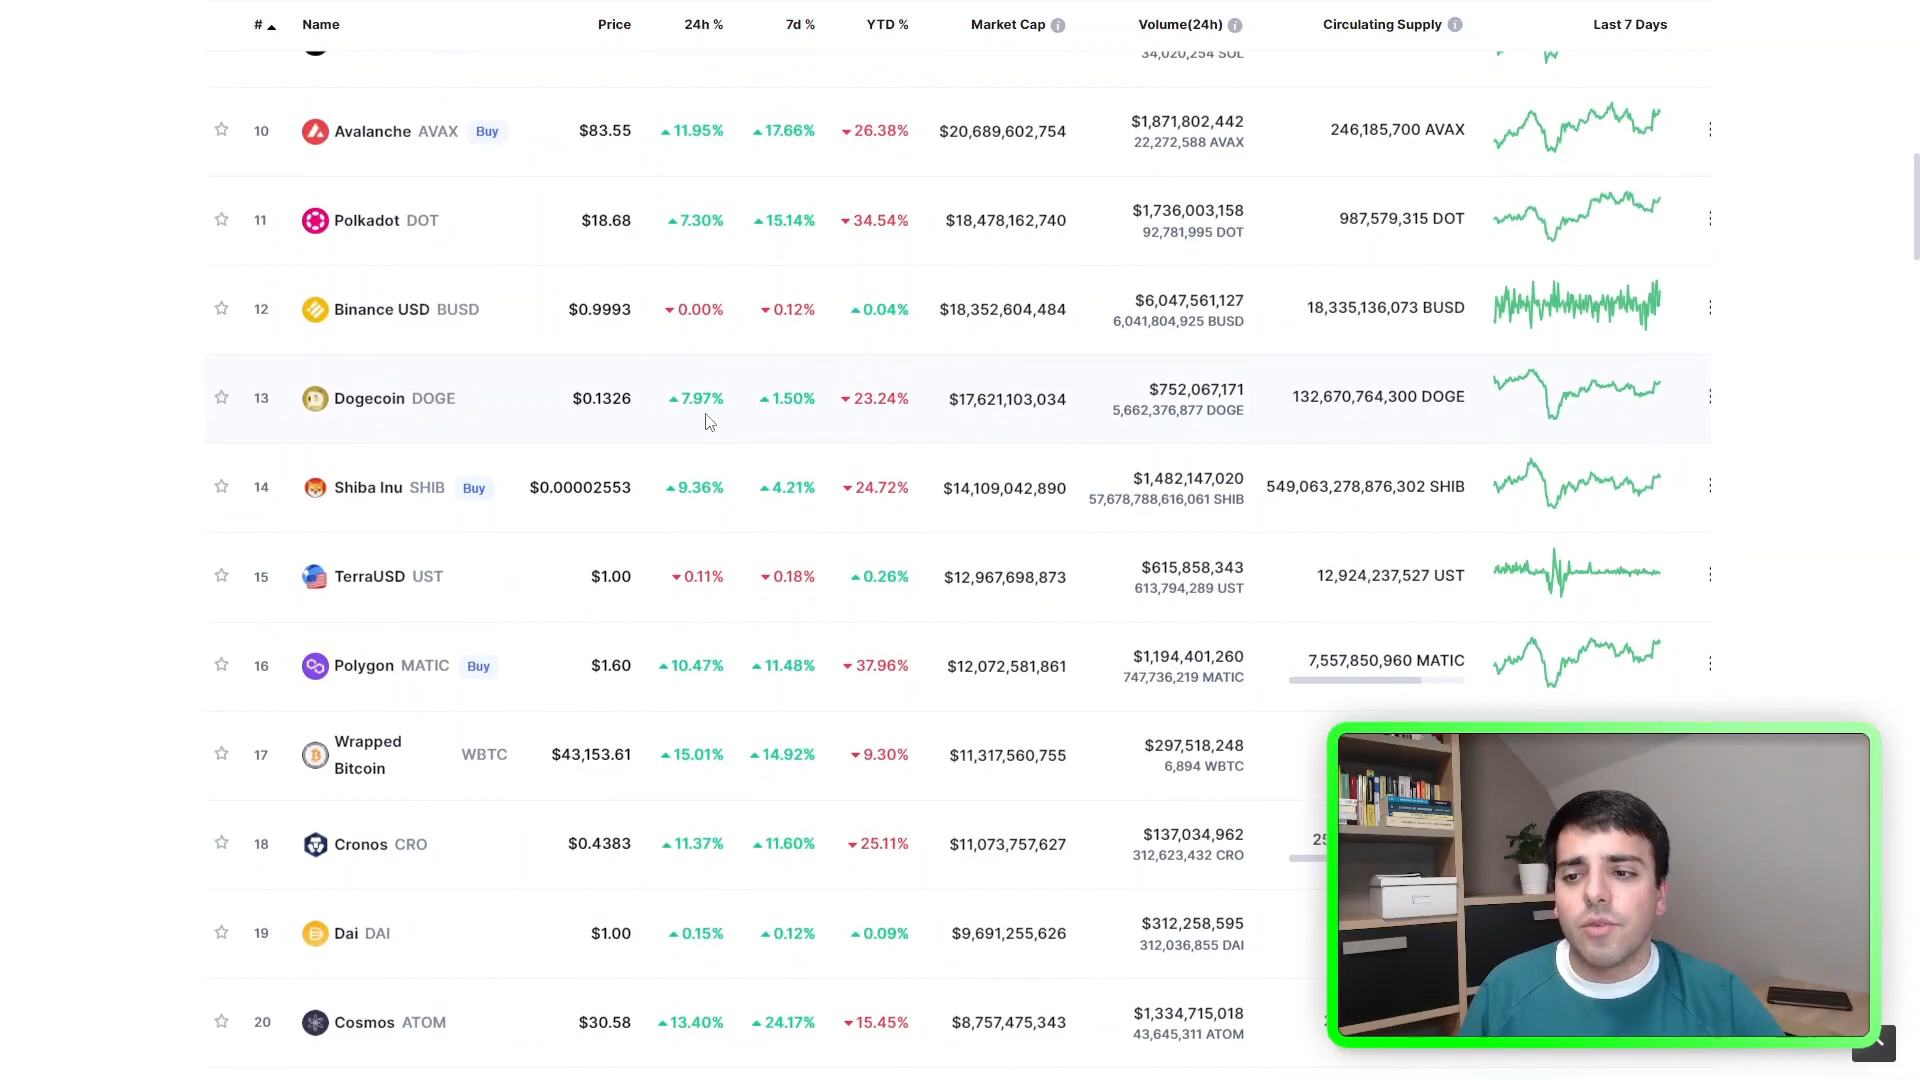 # Name Price 24h % 7d % YTD % Market Cap Volume(24h) Circulating Supply Last 7 Days
34,020,254 SOL
10 Avalanche AVAX Buy $83.55 11.95% 17.66% 26.38% $20,689,602,754 $1,871,802,442 246,185,700 AVAX
22,272,588 AVAX
11 Polkadot DOT $18.68 7.30% 15.14% 34.54% $18,478,162,740 $1,736,003,158 987,579,315 DOT
92,781,995 DOT
12 Binance USD BUSD $0.9993 0.00% 0.12% 0.04% $18,352,604,484 $6,047,561,127 18,335,136,073 BUSD
6,041,804,925 BUSD
13 Dogecoin DOGE $0.1326 7.97% 1.50% 23.24% $17,621,103,034 $752,067,171 132,670,764,300 DOGE
5,662,376,877 DOGE
14 Shiba Inu SHIB Buy $0.00002553 9.36% 4.21% 24.72% $14,109,042,890 $1,482,147,020 549,063,278,876,302 SHIB
57,678,788,616,061 SHIB
15 TerraUSD UST $1.00 0.11% 0.18% 0.26% $12,967,698,873 $615,858,343 12,924,237,527 UST
613,794,289 UST
16 Polygon MATIC Buy $1.60 10.47% 11.48% 37.96% $12,072,581,861 $1,194,401,260 7,557,850,960 MATIC
747,736,219 MATIC
17 Wrapped Bitcoin WBTC $43,153.61 15.01% 14.92% 9.30% $11,317,560,755 $297,518,248
6,894 WBTC
18 Cronos CRO $0.4383 11.37% 11.60% 25.11% $11,073,757,627 $137,034,962 25
312,623,432 CRO
19 Dai DAI $1.00 0.15% 0.12% 0.09% $9,691,255,626 $312,258,595
312,036,855 DAI
20 Cosmos ATOM $30.58 13.40% 24.17% 15.45% $8,757,475,343 $1,334,715,018
43,645,311 ATOM